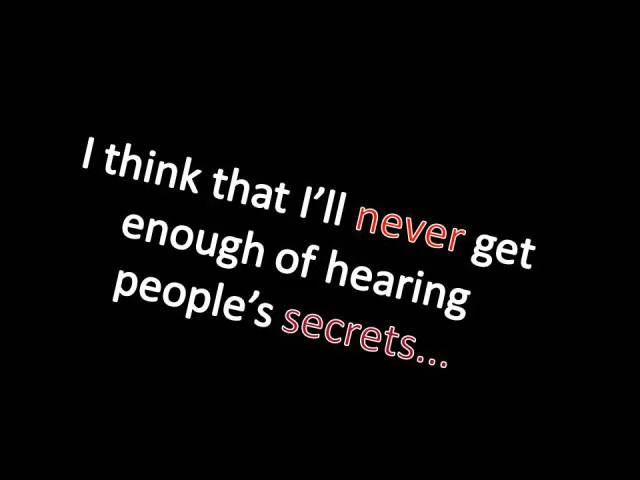 I think that I’ll never get
enough of hearing
people’s secrets...